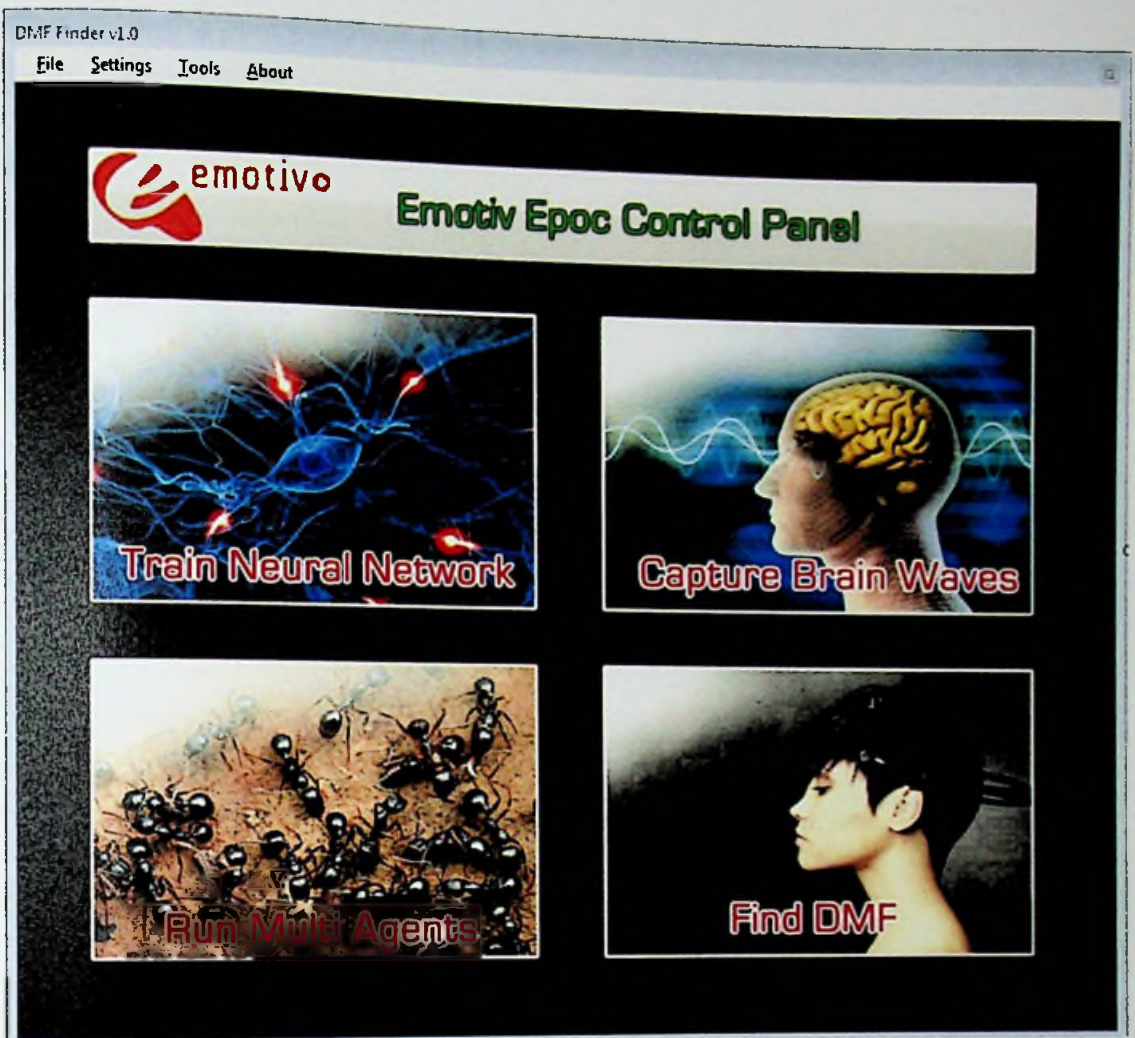 DMF Finder v1.0
File Settings Tools About
emotivo
Emotiv Epoc Control Panel
Train Neural Network
Capture Brain Waves
Run Multi Agents
Find DMF